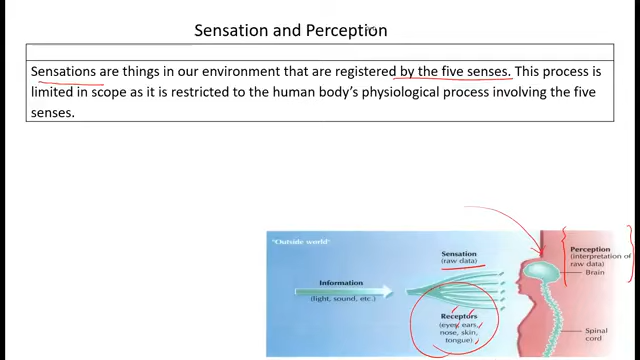 Sensation and Perception
Sensations are things in our environment that are registered by the five senses. This process is
limited in scope as it is restricted to the human body's physiological process involving the five
senses.
"Outside world"
Information
(light, sound, etc.)
Sensation
(raw data)
Receptors
(eyes, ears,
nose, skin,
tongue)
Perception
(interpretation of
raw data)
Brain
Spinal
cord